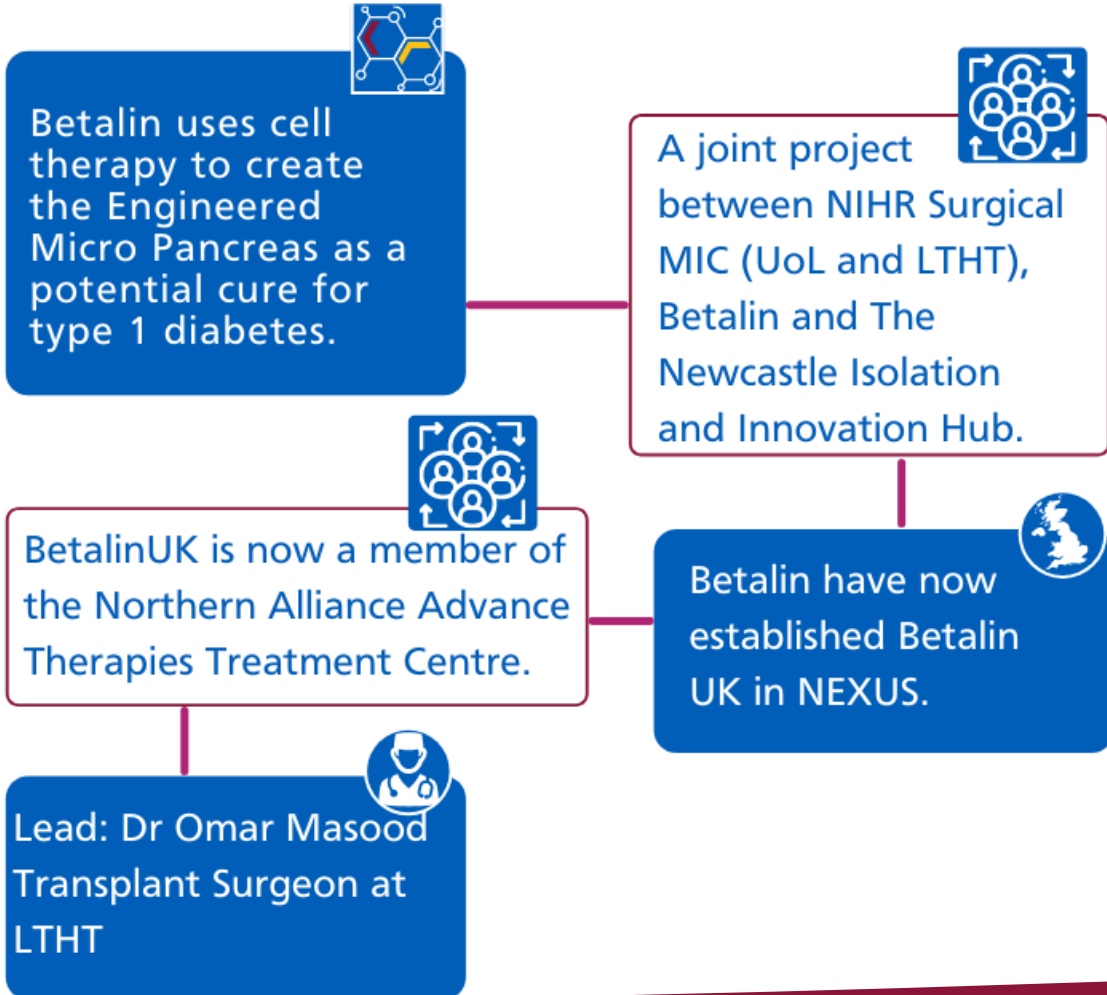 Betalin uses cell
therapy to create
the Engineered
Micro Pancreas as a
potential cure for
type 1 diabetes.
A joint project
between NIHR Surgical
MIC (UoL and LTHT),
Betalin and The
Newcastle Isolation
and Innovation Hub.
Betalin have now
established Betalin
UK in NEXUS.
BetalinUK is now a member of
the Northern Alliance Advance
Therapies Treatment Centre.
Lead: Dr Omar Masood
Transplant Surgeon at
LTHT